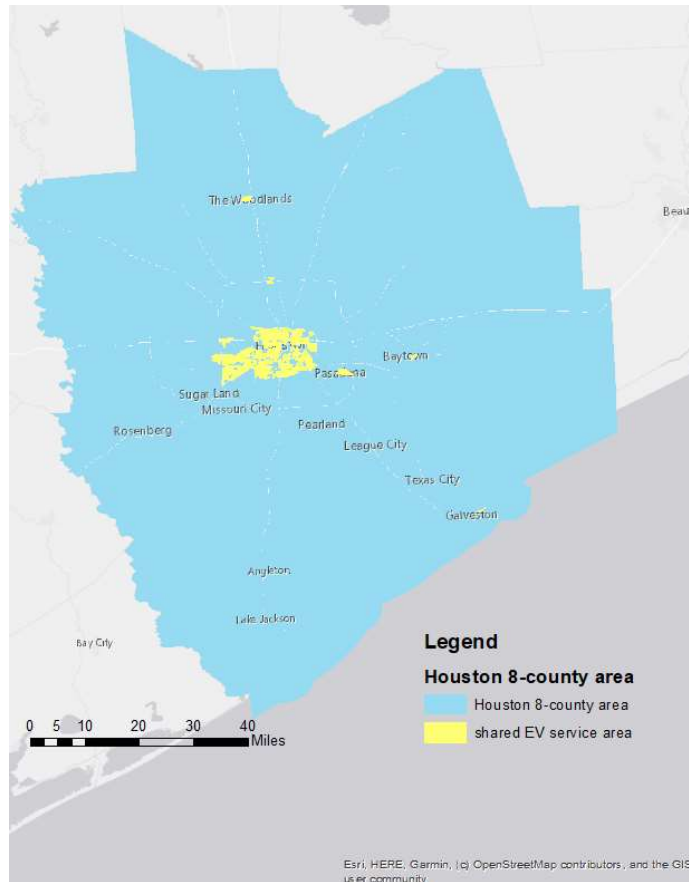 The Woodlands
Beau
Houston
Baytown
Pasadena
Sugar Land
Missouri City
Rosenberg
Pearland
League City
Texas City
Galveston
Angleton
Lake Jackson
Bay City
Legend
Houston 8-county area
Houston 8-county area
shared EV service area
0 5 10 20 30 40
Miles
Esri, HERE, Garmin, (c) OpenStreetMap contributors, and the GIS
user community